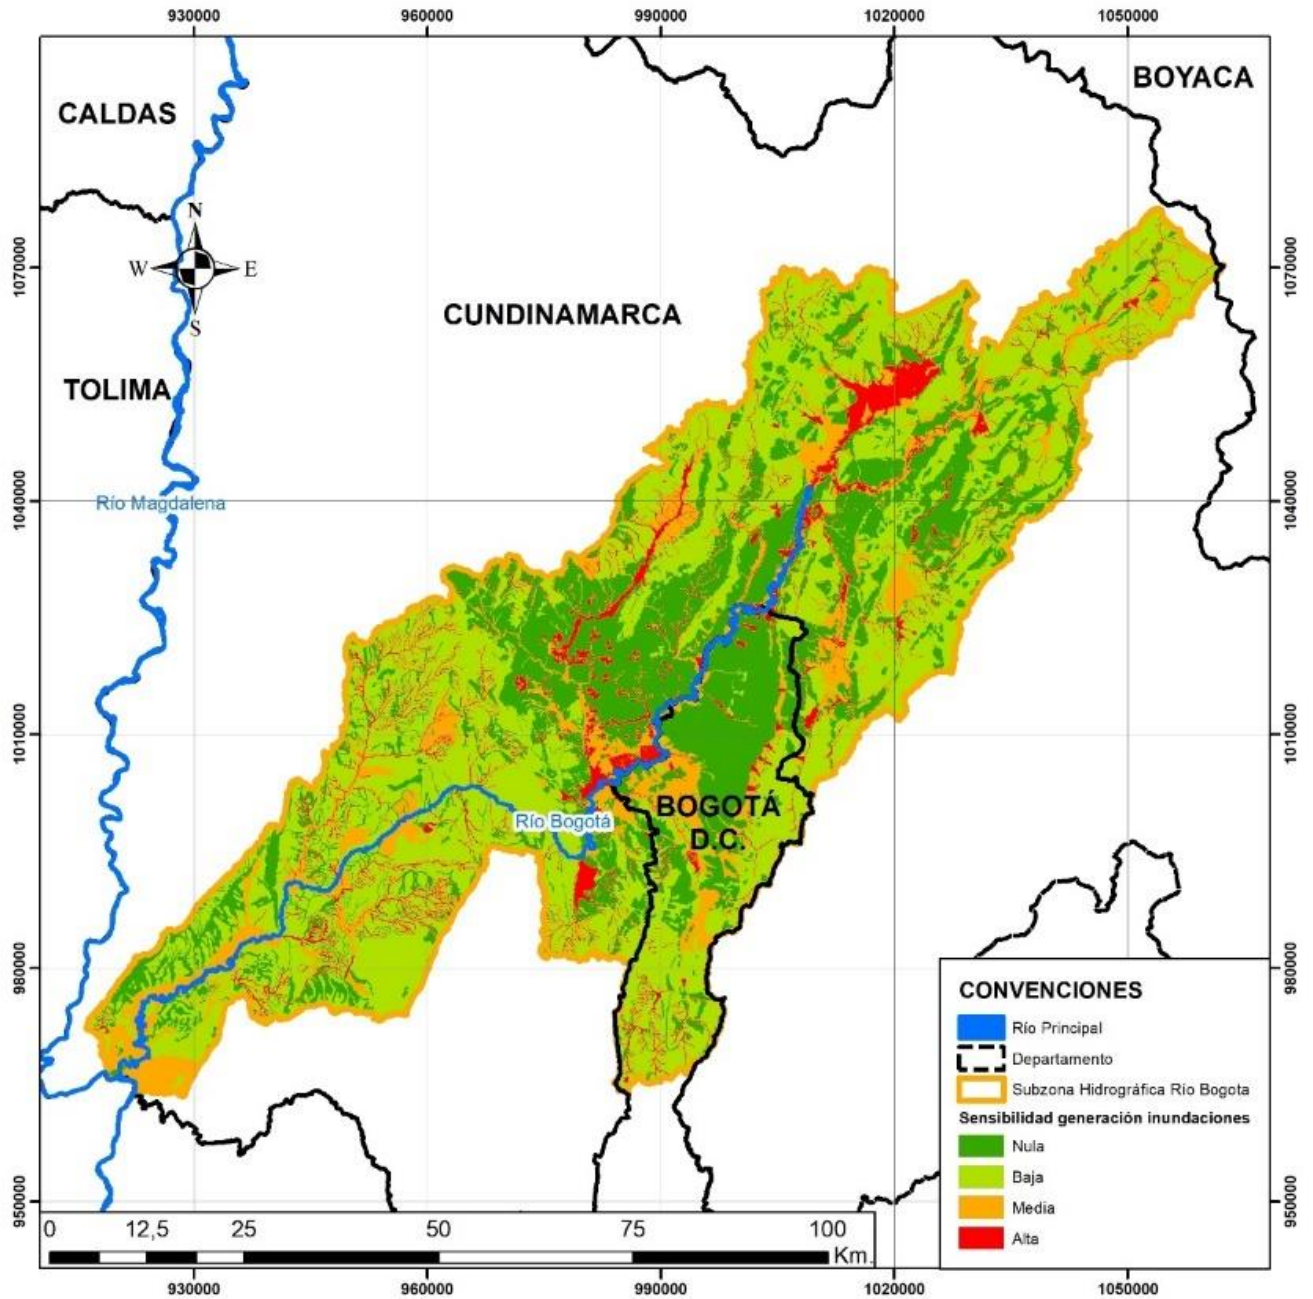 930000 960000 990000 1020000 1050000
BOYACA
CALDAS
N
W E
S
1070000 1070000
CUNDINAMARCA
TOLIMA
Río Magdalena
1040000 1040000
1010000 1010000
BOGOTÁ
D.C.
Río Bogotá
980000 980000
CONVENCIONES
Río Principal
Departamento
Subzona Hidrográfica Río Bogota
Sensibilidad generación inundaciones
Nula
Baja
Media
Alta
950000 950000
0 12,5 25 50 75 100
Km.
930000 960000 990000 1020000 1050000